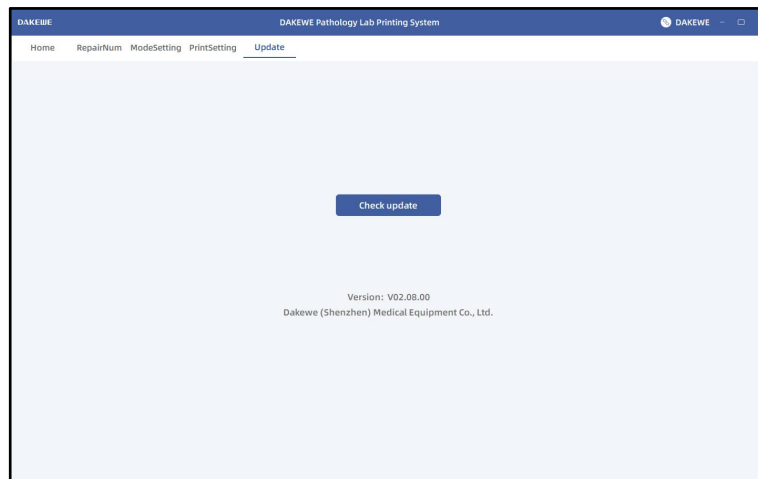 DAKEWE DAKEWE Pathology Lab Printing System DAKEWE
Home RepairNum ModeSetting PrintSetting Update
Check update
Version: V02.08.00
Dakewe (Shenzhen) Medical Equipment Co., Ltd.